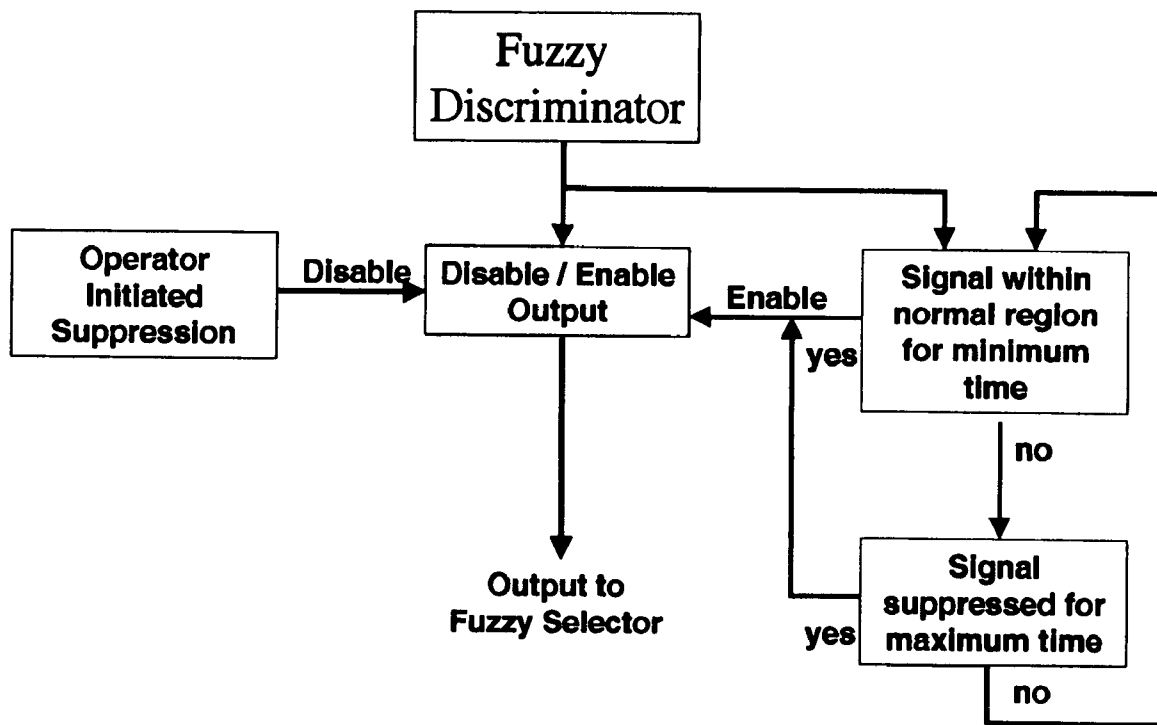 Fuzzy
Discriminator
Operator
Initiated
Suppression
Disable
Disable / Enable
Output
Enable
yes
Signal within
normal region
for minimum
time
no
Signal
suppressed for
maximum time
yes
no
Output to
Fuzzy Selector